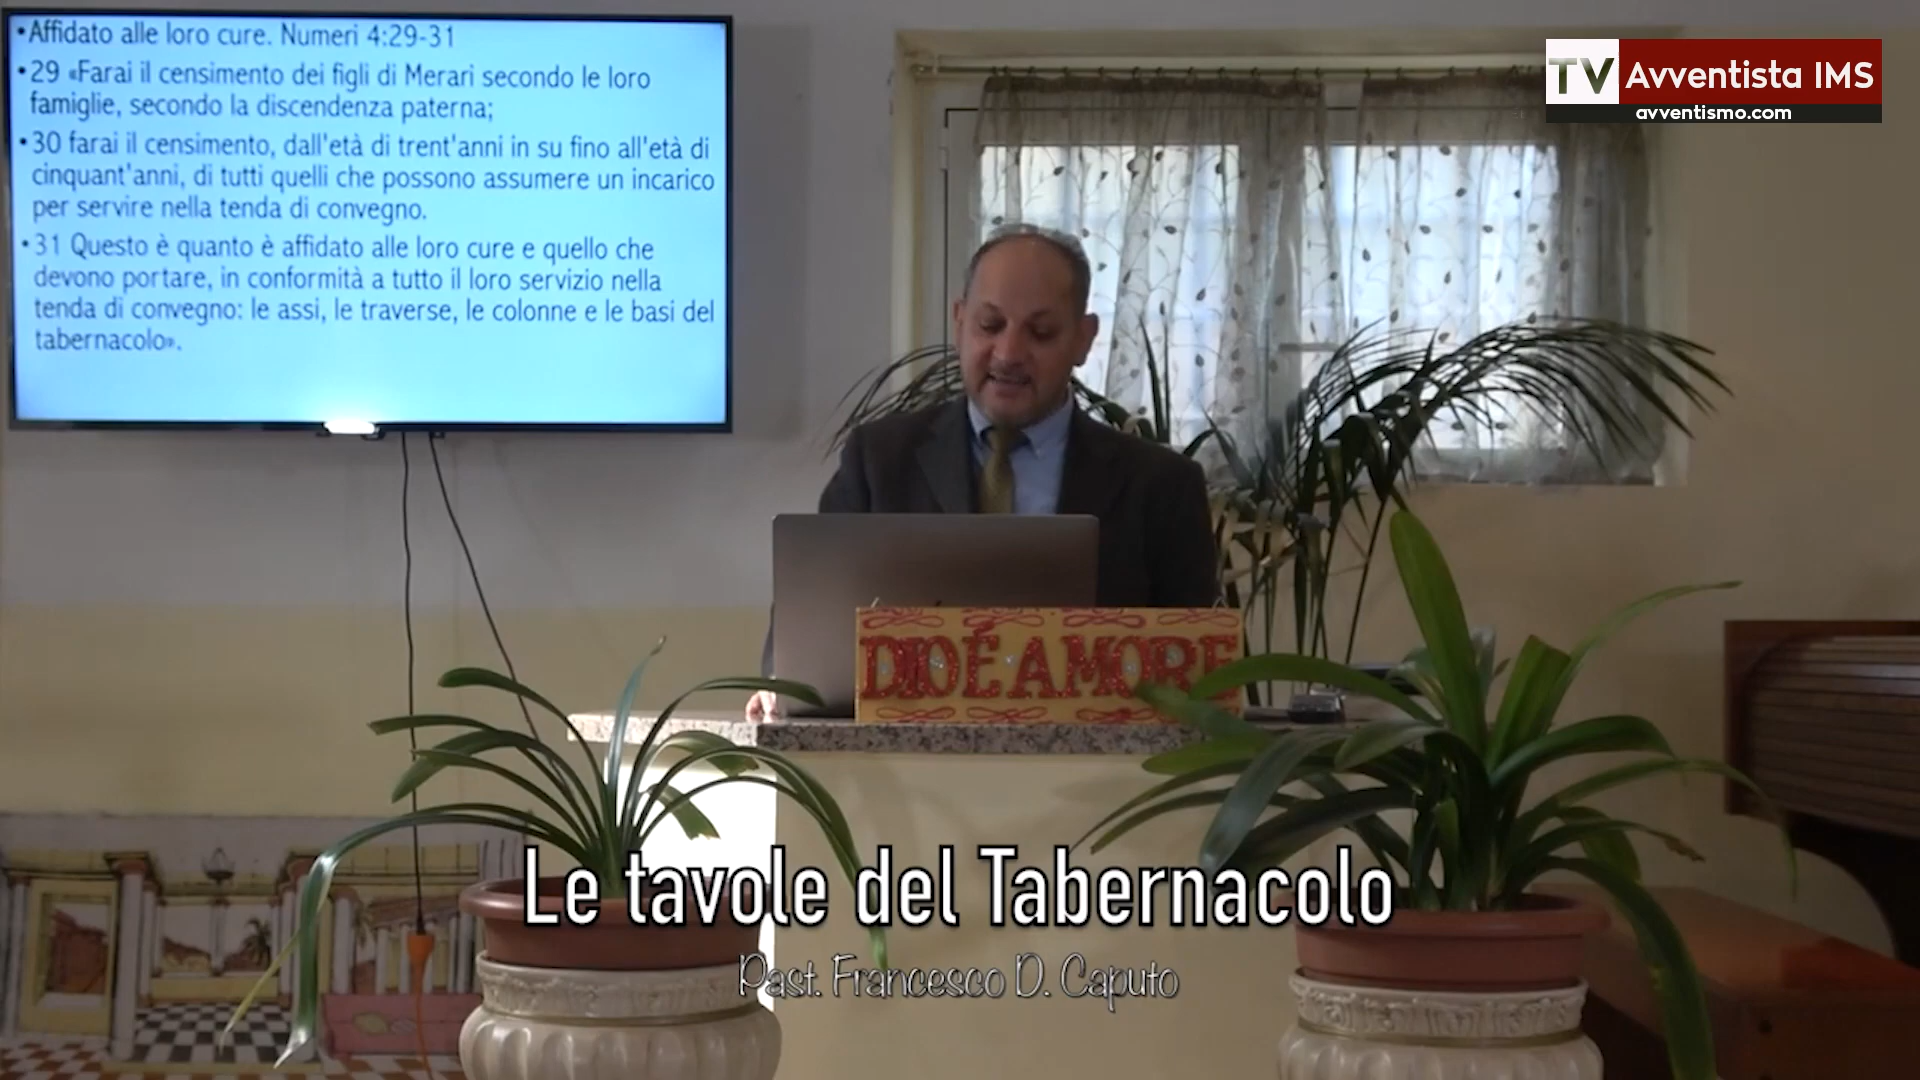 •Affidato alle loro cure. Numeri 4:29-31
•29 «Farai il censimento dei figli di Merari secondo le loro
famiglie, secondo la discendenza paterna;
•30 farai il censimento, dall'età di trent'anni in su fino all'età di
cinquant'anni, di tutti quelli che possono assumere un incarico
per servire nella tenda di convegno.
•31 Questo è quanto è affidato alle loro cure e quello che
devono portare, in conformità a tutto il loro servizio nella
tenda di convegno: le assi, le traverse, le colonne e le basi del
tabernacolo».
TV Avventista IMS
avventismo.com
DIO É AMORE
Le tavole del Tabernacolo
Past. Francesco D. Caputo